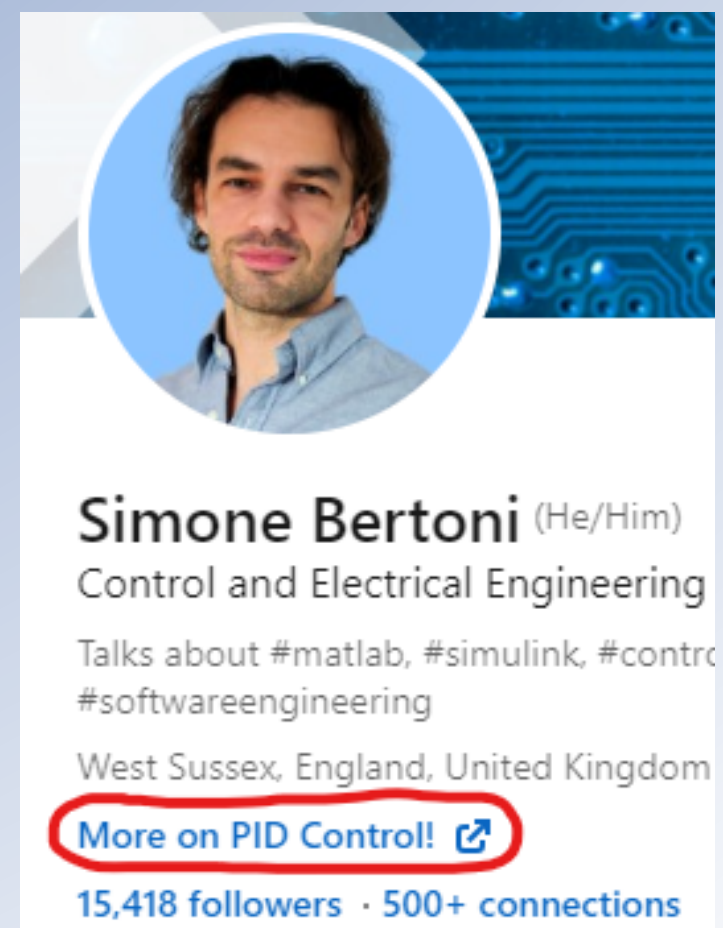 Simone Bertoni (He/Him)
Control and Electrical Engineering
Talks about #matlab, #simulink,
#softwareengineering
West Sussex, England, United Kingdom
More on PID Control!
15,418 followers · 500+ connections